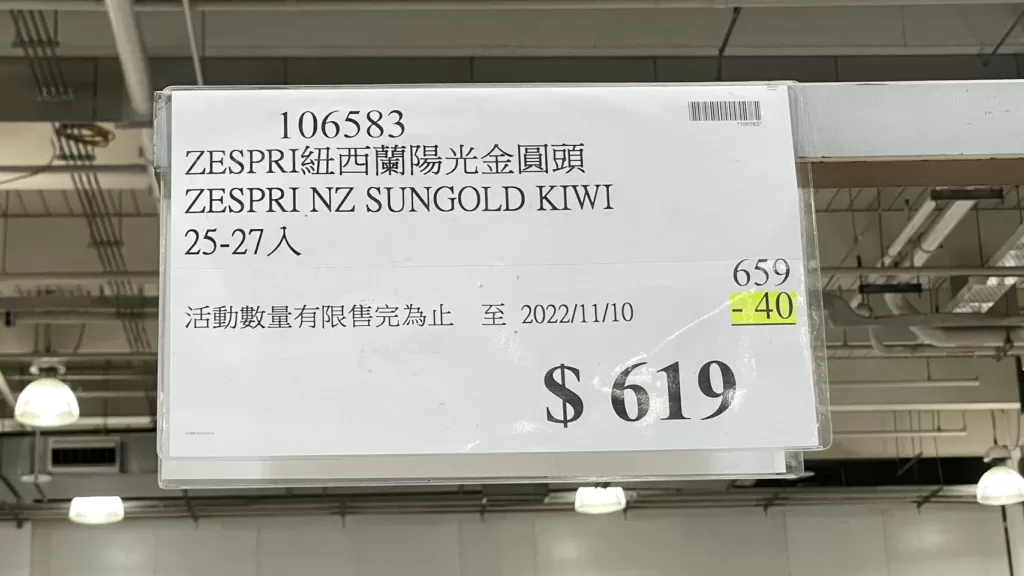 106583
*106583*
ZESPRI紐西蘭陽光金圓頭
ZESPRI NZ SUNGOLD KIWI
25-27入
659
- 40
活動數量有限售完為止 至 2022/11/10
$ 619